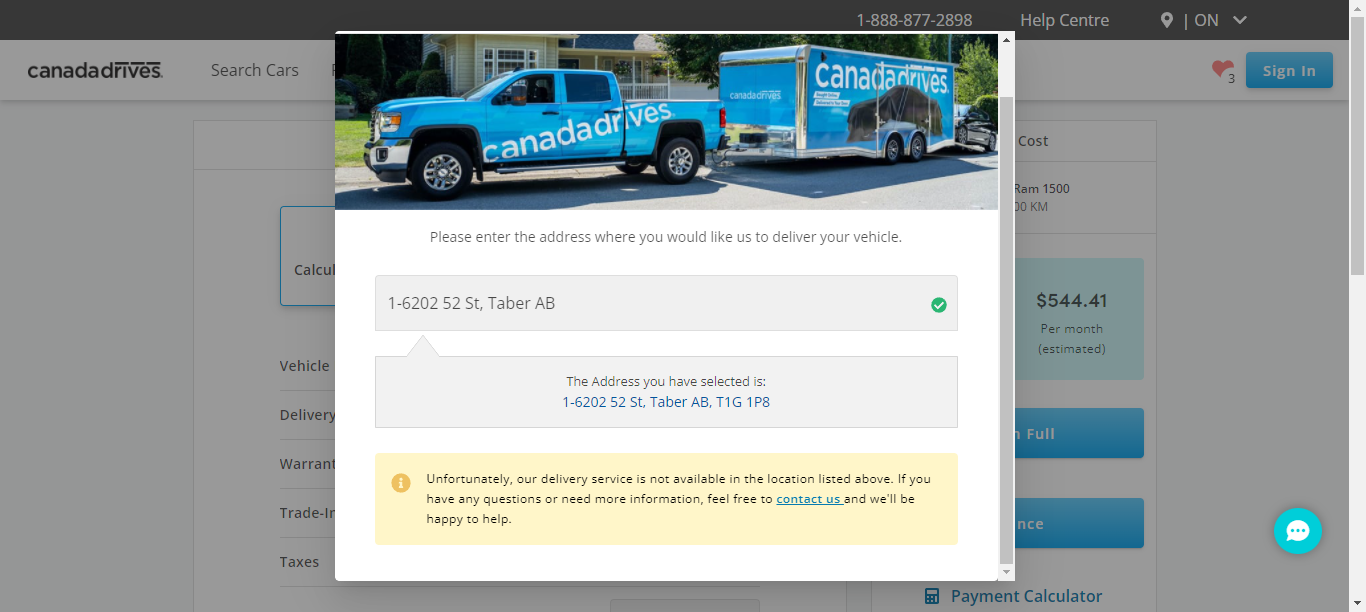 1-888-877-2898 Help Centre | ON
canadadrives.
Search Cars
3
Sign In
canadadrives.
canadadrives
canadadrives.
Cost
Ram 1500
00 KM
Please enter the address where you would like us to deliver your vehicle.
Calcul
1-6202 52 St, Taber AB
$544.41
Per month
(estimated)
Vehicle
The Address you have selected is:
1-6202 52 St, Taber AB, T1G 1P8
Delivery
Full
Warrant
Unfortunately, our delivery service is not available in the location listed above. If you
have any questions or need more information, feel free to contact us and we'll be
happy to help.
Trade-In
nce
Taxes
Payment Calculator